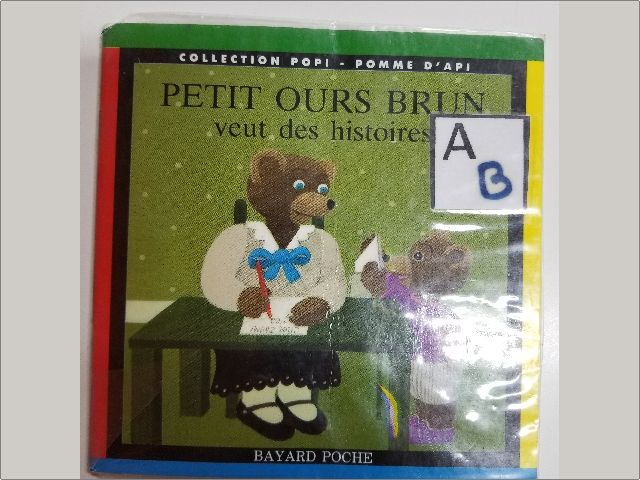 COLLECTION POPI - POMME D'API
PETIT OURS BRUN
veut des histoires
A
B
BAYARD POCHE